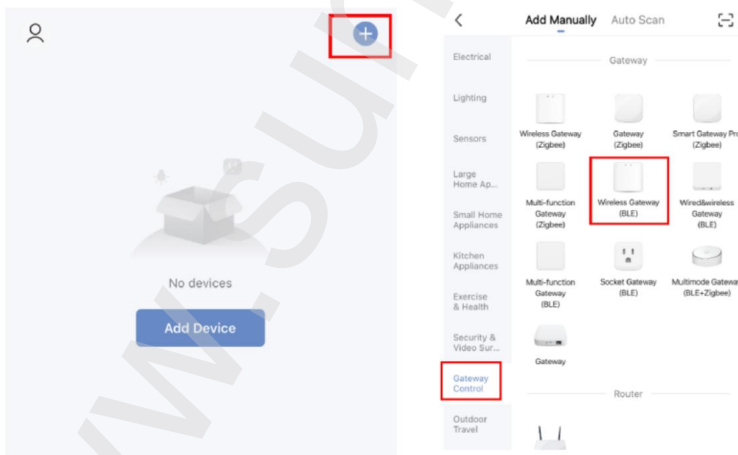 No devices
Add Device
Add Manually Auto Scan
Electrical
Lighting
Sensors
Large
Home Ap...
Small Home
Appliances
Kitchen
Appliances
Exercise
& Health
Security &
Video Sur...
Gateway
Control
Outdoor
Travel
Gateway
Wireless Gateway
(Zigbee)
Gateway
(Zigbee)
Smart Gateway Pro
(Zigbee)
Multi-function
Gateway
(Zigbee)
Wireless Gateway
(BLE)
Wired&wireless
Gateway
(BLE)
Multi-function
Gateway
(BLE)
Socket Gateway
(BLE)
Multimode Gateway
(BLE+Zigbee)
Gateway
Router